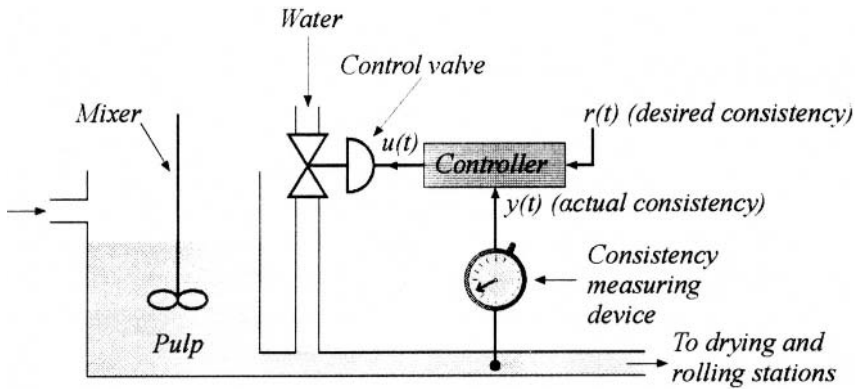 Water
Control valve
Mixer
u(t)
r(t) (desired consistency)
Controller
y(t) (actual consistency)
Consistency
measuring
device
Pulp
To drying and
rolling stations